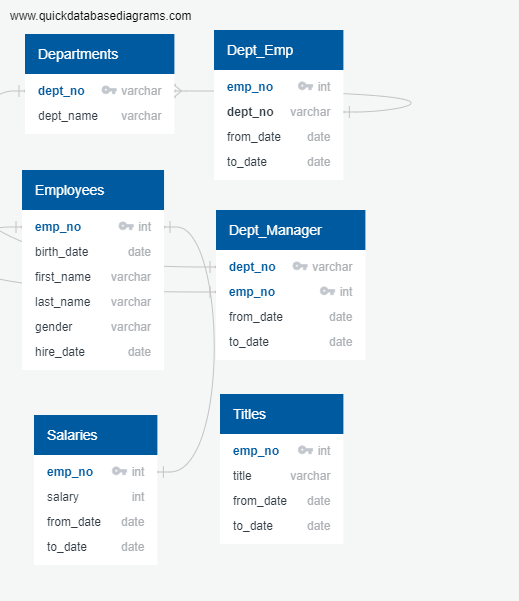 www.quickdatabasediagrams.com
Departments
dept_no varchar
dept_name varchar
Dept_Emp
emp_no int
dept_no varchar
from_date date
to_date date
Employees
emp_no int
birth_date date
first_name varchar
last_name varchar
gender varchar
hire_date date
Dept_Manager
dept_no varchar
emp_no int
from_date date
to_date date
Salaries
emp_no int
salary int
from_date date
to_date date
Titles
emp_no int
title varchar
from_date date
to_date date